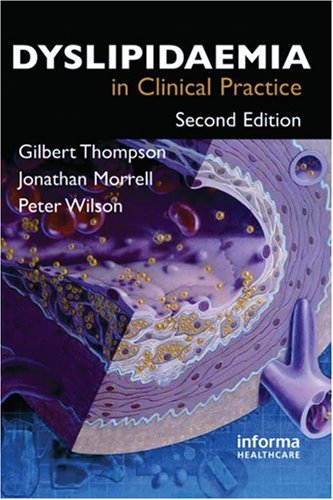 DYSLIPIDAEMIA
in Clinical Practice
Second Edition
Gilbert Thompson
Jonathan Morrell
Peter Wilson
informa
HEALTHCARE